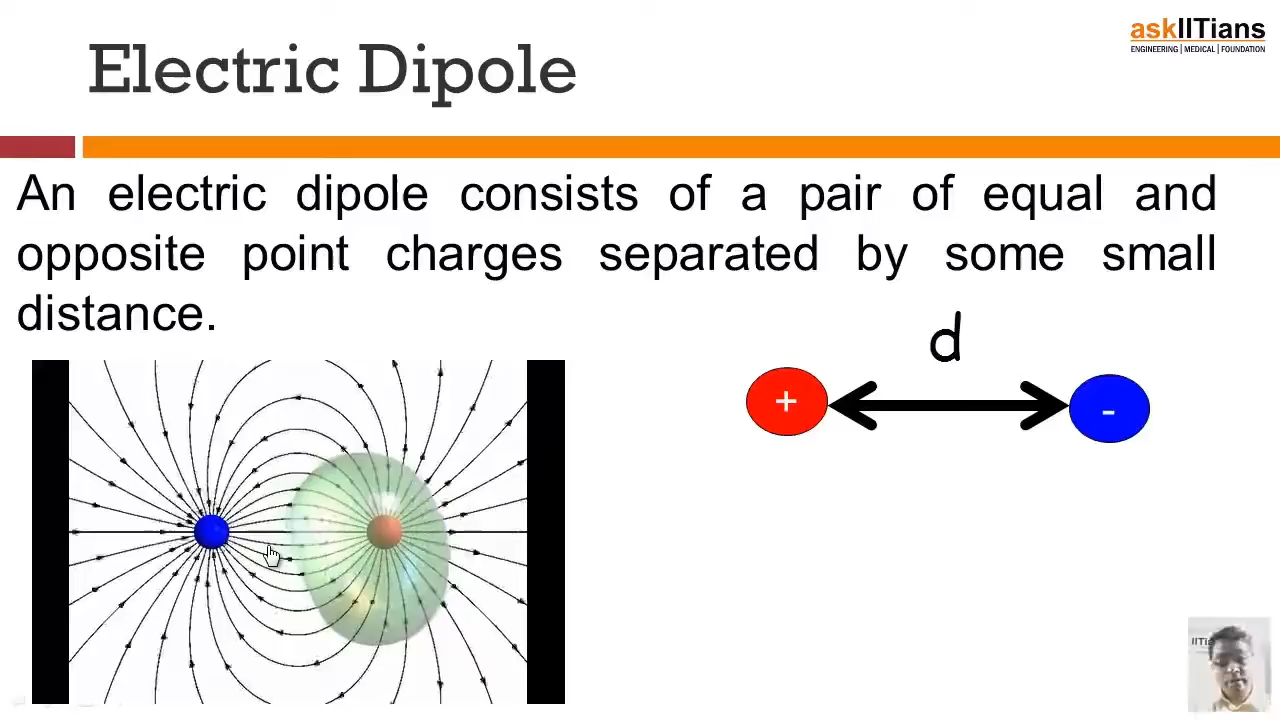 askIITians
ENGINEERING | MEDICAL | FOUNDATION
Electric Dipole
An electric dipole consists of a pair of equal and
opposite point charges separated by some small
distance.
d
+ -